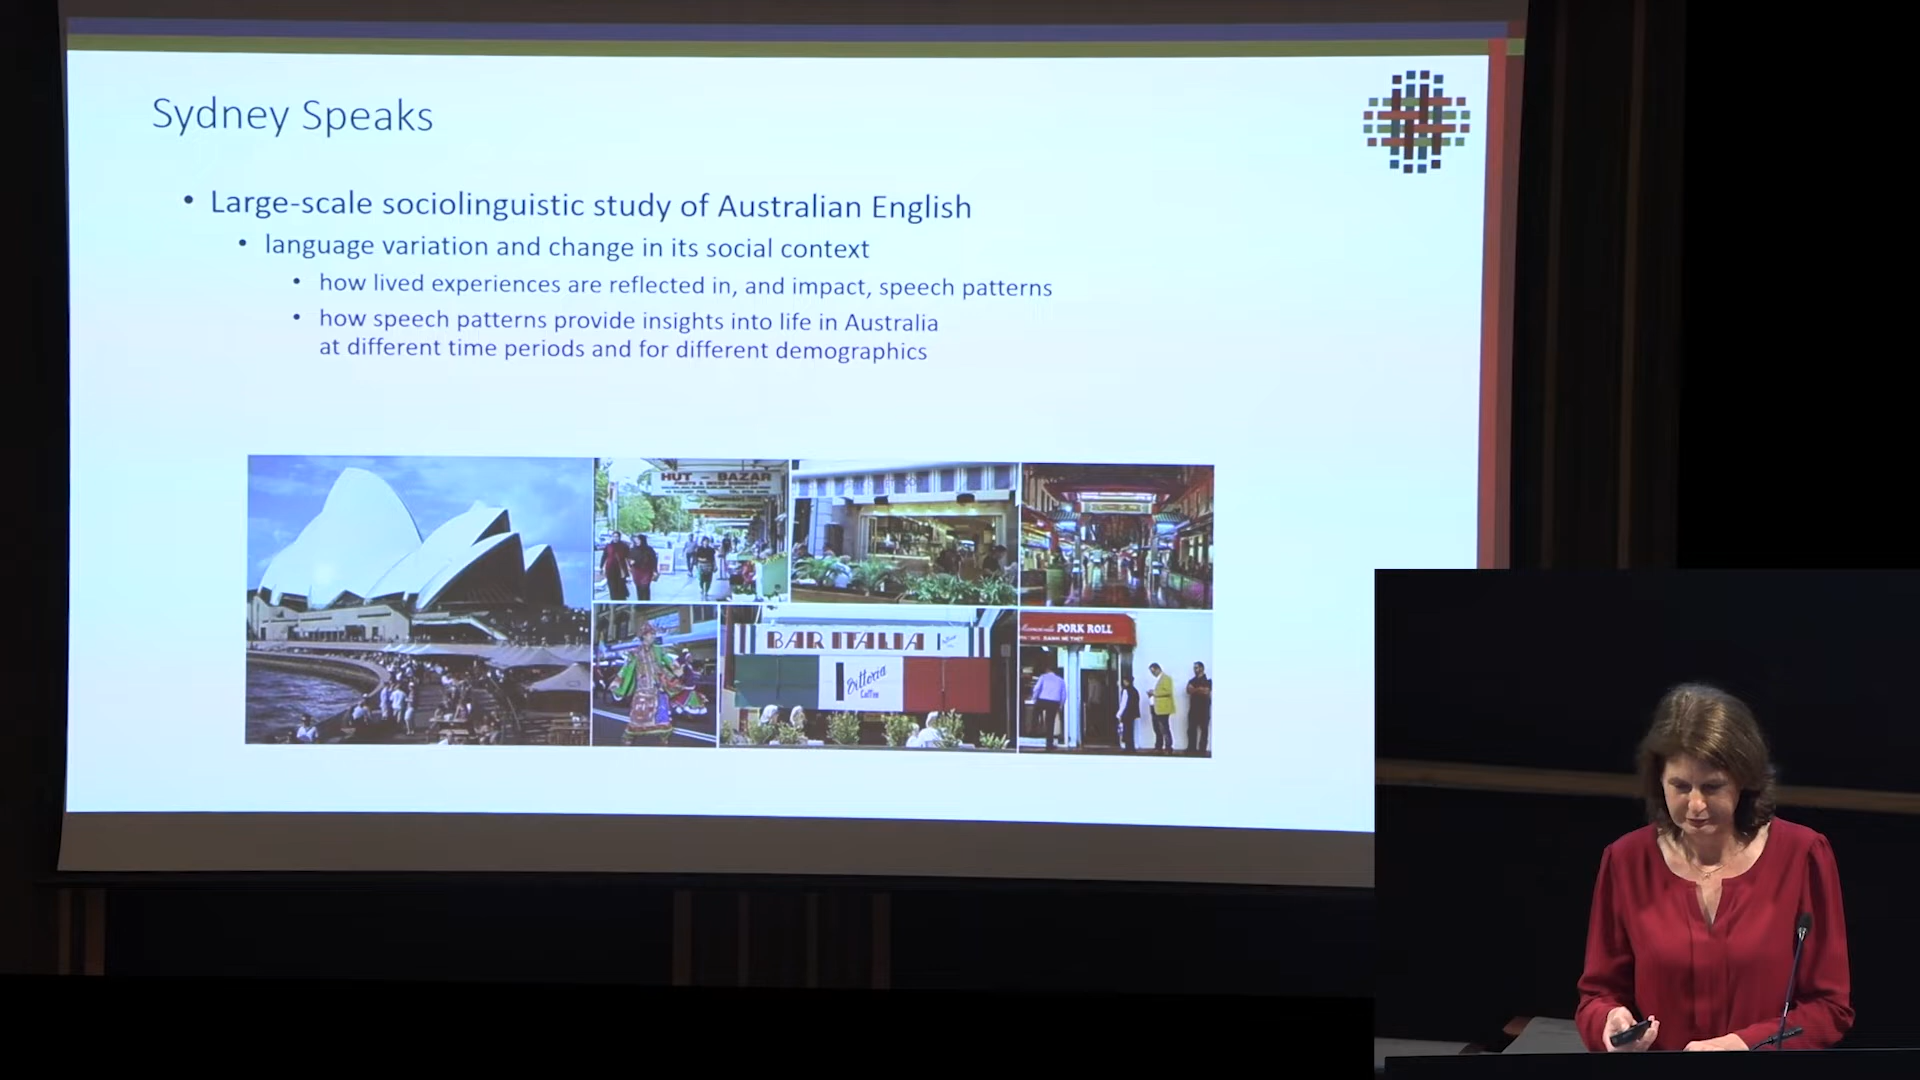 Sydney Speaks
• Large-scale sociolinguistic study of Australian English
• language variation and change in its social context
• how lived experiences are reflected in, and impact, speech patterns
• how speech patterns provide insights into life in Australia
at different time periods and for different demographics
HUT - BAZAR
BAR ITALIA
Vittoria
Coffee
PORK ROLL